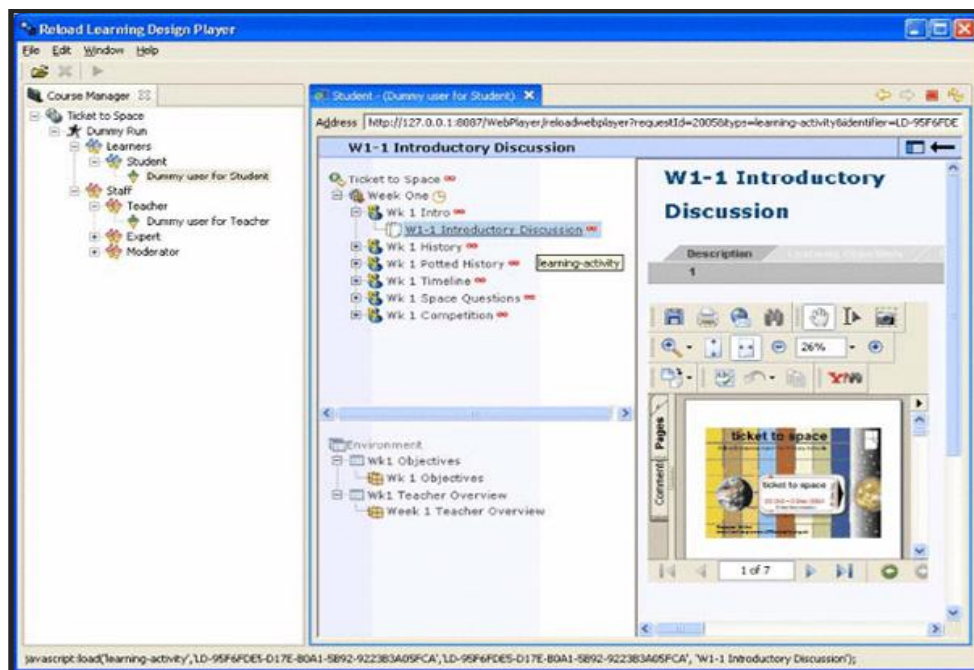 Reload Learning Design Player
File Edit Window Help
Course Manager
Ticket to Space
Dummy Run
Learners
Student
Dummy user for Student
Staff
Teacher
Dummy user for Teacher
Expert
Moderator
Student - (Dummy user for Student)
Address http://127.0.0.1:8087/WebPlayer/reloadwebplayer?requestId=2005&type=learning-activity&identifier=LD-95F6FDE
W1-1 Introductory Discussion
Ticket to Space
Week One
Wk 1 Intro
W1-1 Introductory Discussion
Wk 1 History
Wk 1 Potted History
learning-activity
Wk 1 Timeline
Wk 1 Space Questions
Wk 1 Competition
Environment
Wk1 Objectives
Wk 1 Objectives
Wk1 Teacher Overview
Week 1 Teacher Overview
W1-1 Introductory
Discussion
Description Learning Objectives
1
26%
Pages
Comments
ticket to space
ticket to space
1 of 7
javascript:load('learning-activity','LD-95F6FDE5-D17E-B0A1-5B92-9223B3A05FCA','LD-95F6FDE5-D17E-B0A1-5B92-9223B3A05FCA', 'W1-1 Introductory Discussion');